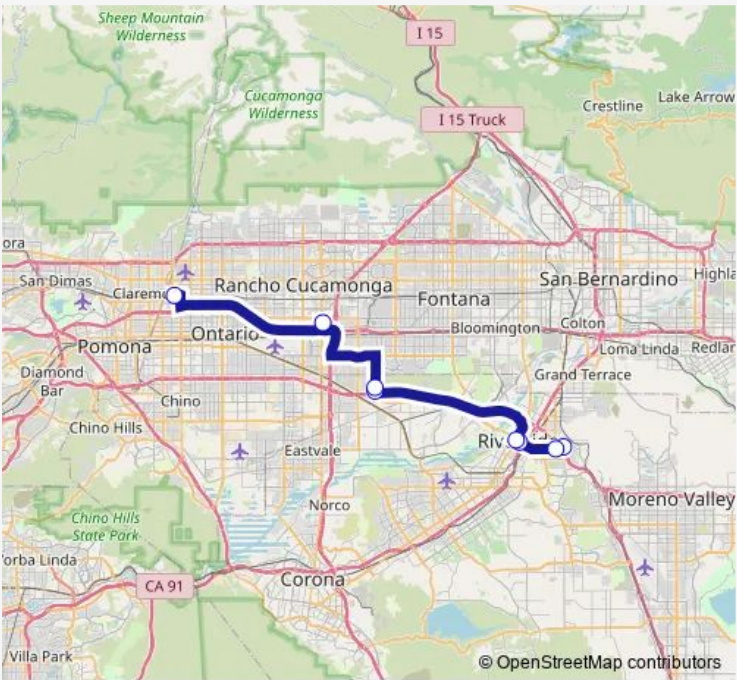 Sheep Mountain
Wilderness
I 15
Cucamonga
Wilderness
Crestline
Lake Arrow
I 15 Truck
ora
San Dimas
Rancho Cucamonga
San Bernardino
Highla
Fontana
Ontario
Bloomington
Colton
Pomona
Loma Linda
Redlar
Diamond
Bar
Grand Terrace
Chino
Chino Hills
Eastvale
Moreno Valley
Norco
Chino Hills
State Park
orba Linda
CA 91
Corona
Villa Park
© OpenStreetMap contributors